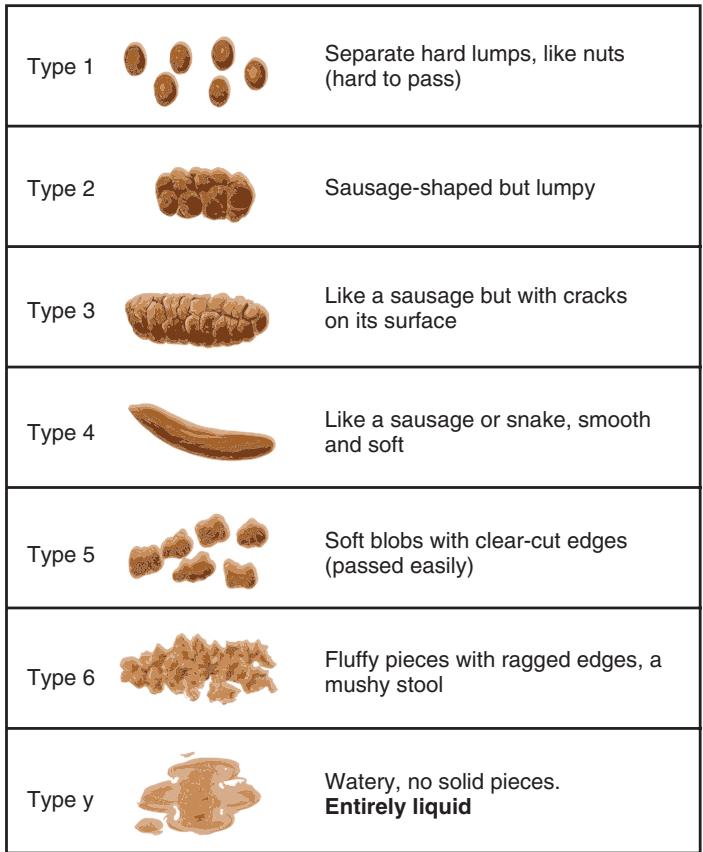 Type 1
Separate hard lumps, like nuts
(hard to pass)
Type 2
Sausage-shaped but lumpy
Type 3
Like a sausage but with cracks
on its surface
Type 4
Like a sausage or snake, smooth
and soft
Type 5
Soft blobs with clear-cut edges
(passed easily)
Type 6
Fluffy pieces with ragged edges, a
mushy stool
Type y
Watery, no solid pieces.
Entirely liquid